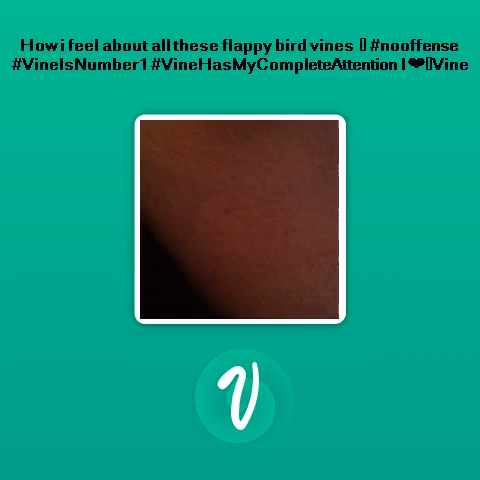 How i feel about all these flappy bird vines ▯ #nooffense
#VineIsNumber1 #VineHasMyCompleteAttention I ❤▯Vine
V